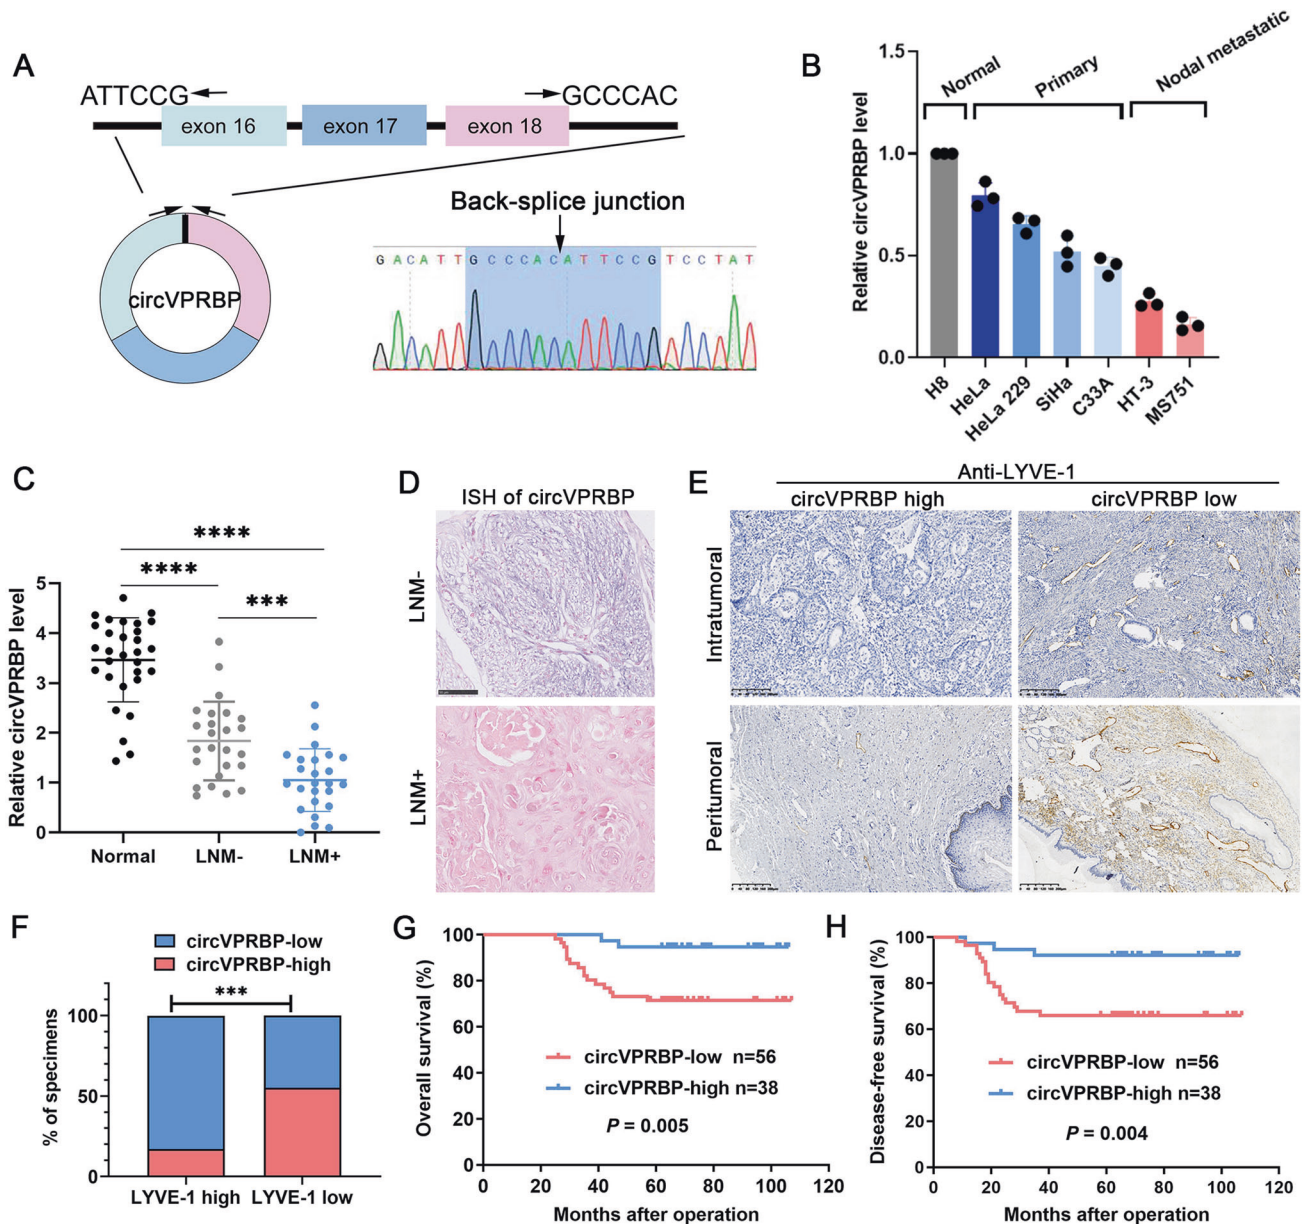 A
ATTCCG
GCCCAC
exon 16
exon 17
exon 18
circVPRBP
Back-splice junction
G A C A T T G C C C A C A T T C C G T C C T A T
B
Normal
Primary
Nodal metastatic
Relative circVPRBP level
1.5
1.0
0.5
0.0
H8
HeLa
HeLa 229
SiHa
C33A
HT-3
MS751
C
Relative circVPRBP level
****
****
***
5
4
3
2
1
0
Normal
LNM-
LNM+
D
ISH of circVPRBP
LNM-
LNM+
E
Anti-LYVE-1
circVPRBP high
circVPRBP low
Intratumoral
Peritumoral
F
circVPRBP-low
circVPRBP-high
***
% of specimens
100
50
0
LYVE-1 high
LYVE-1 low
G
Overall survival (%)
100
80
60
40
20
0
circVPRBP-low n=56
circVPRBP-high n=38
P = 0.005
0
20
40
60
80
100
120
Months after operation
H
Disease-free survival (%)
100
80
60
40
20
0
circVPRBP-low n=56
circVPRBP-high n=38
P = 0.004
0
20
40
60
80
100
120
Months after operation